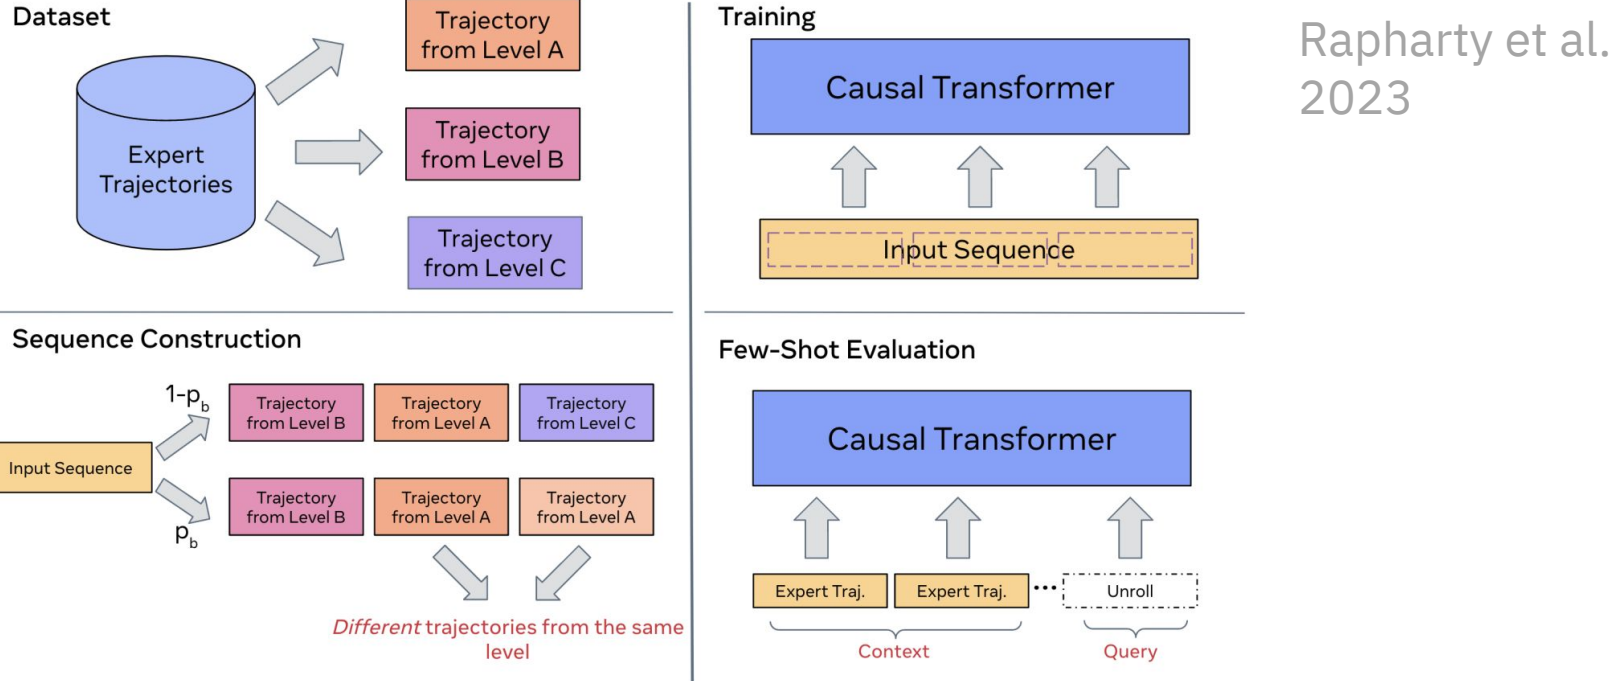 Dataset
Expert
Trajectories
Trajectory
from Level A
Trajectory
from Level B
Trajectory
from Level C
Training
Causal Transformer
Input Sequence
Rapharty et al.
2023
Sequence Construction
Input Sequence
1-pb
Trajectory
from Level B
Trajectory
from Level A
Trajectory
from Level C
pb
Trajectory
from Level B
Trajectory
from Level A
Trajectory
from Level A
Different trajectories from the same
level
Few-Shot Evaluation
Causal Transformer
Expert Traj.
Expert Traj.
...
Unroll
Context
Query